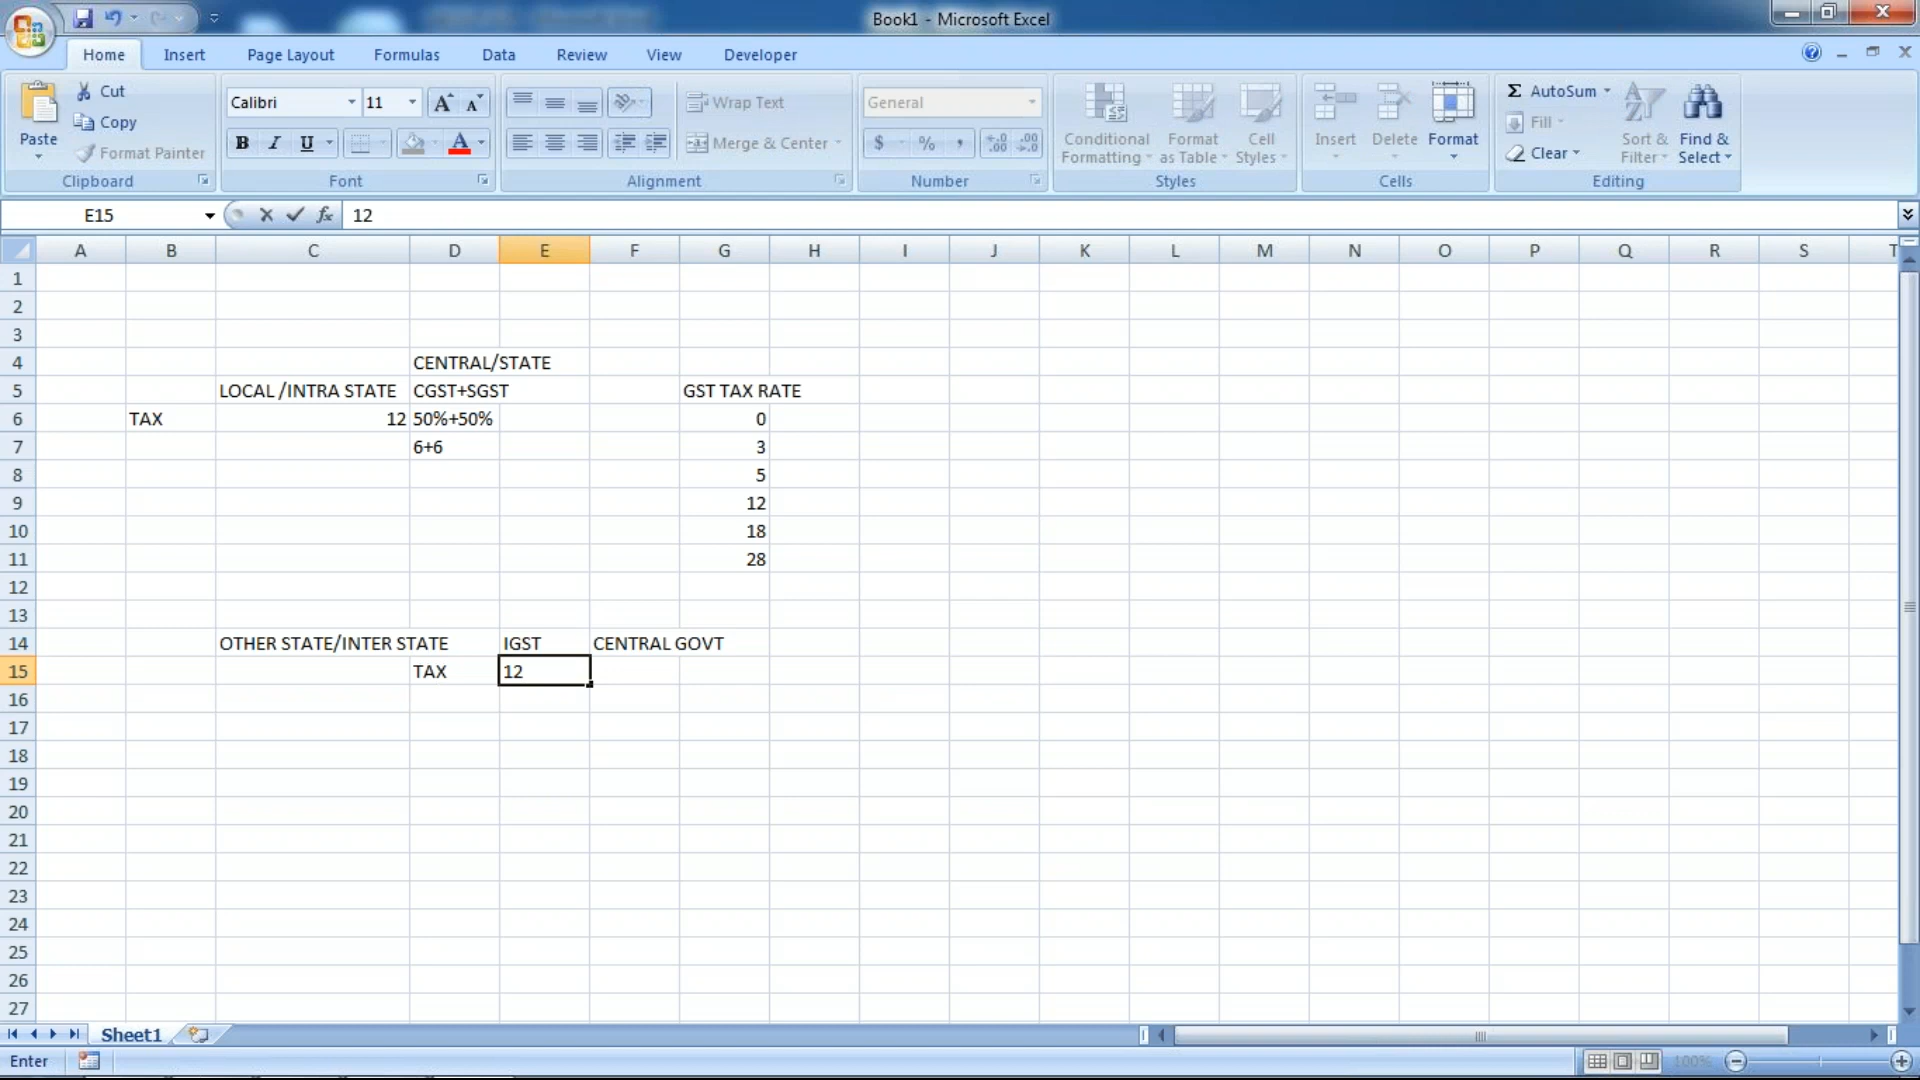 Book1 - Microsoft Excel
Home Insert Page Layout Formulas Data Review View Developer
Paste
Cut
Copy
Format Painter
Clipboard
Calibri 11
B I U
Font
Wrap Text
Merge & Center
Alignment
General
$ % ,
Number
Conditional Formatting
Format as Table
Cell Styles
Styles
Insert Delete Format
Cells
Σ AutoSum
Fill
Clear
Sort & Filter
Find & Select
Editing
E15 fx 12
A B C D E F G H I J K L M N O P Q R S T
1
2
3
4 CENTRAL/STATE
5 LOCAL /INTRA STATE CGST+SGST GST TAX RATE
6 TAX 12 50%+50% 0
7 6+6 3
8 5
9 12
10 18
11 28
12
13
14 OTHER STATE/INTER STATE IGST CENTRAL GOVT
15 TAX 12
16
17
18
19
20
21
22
23
24
25
26
27
Sheet1
Enter 100%